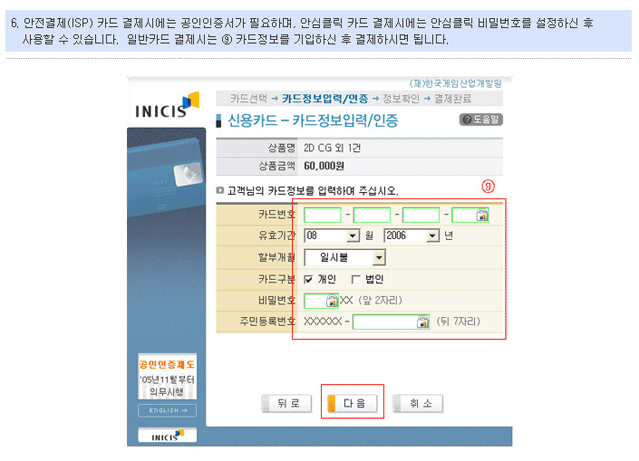 6. 안전결제(ISP) 카드 결제시에는 공인인증서가 필요하며, 안심클릭 카드 결제시에는 안심클릭 비밀번호를 설정하신 후
사용할 수 있습니다. 일반카드 결제시는 ⑨ 카드정보를 기입하신 후 결제하시면 됩니다.
(재)한국게임산업개발원
INICIS
카드선택 → 카드정보입력/인증 → 정보확인 → 결제완료
신용카드 – 카드정보입력/인증
? 도움말
상품명 2D CG 외 1건
상품금액 60,000원
고객님의 카드정보를 입력하여 주십시오.
⑨
카드번호 - - -
유효기간 08 월 2006 년
할부개월 일시불
카드구분 개인 법인
비밀번호 XX (앞 2자리)
주민등록번호 XXXXXX - (뒤 7자리)
공인인증제도
'05년11월부터
의무시행
ENGLISH →
뒤 로 다 음 취 소
INICIS